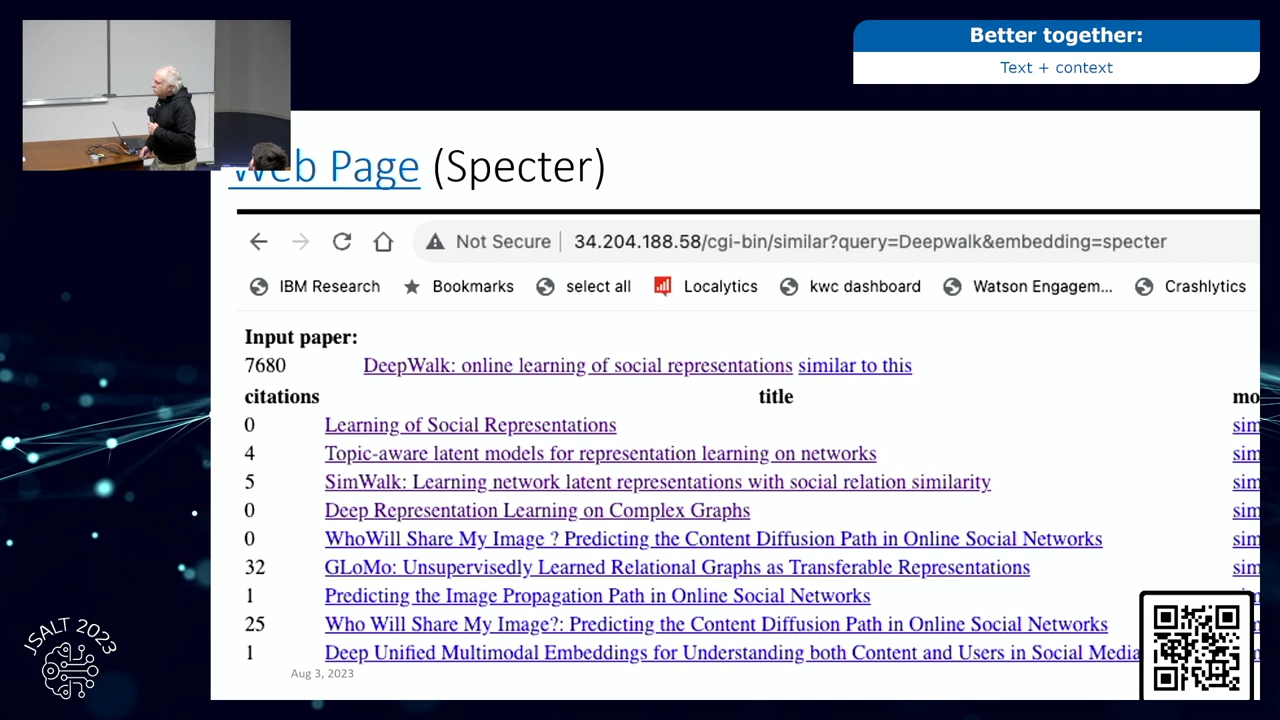 Better together:
Text + context
Web Page (Specter)
Not Secure | 34.204.188.58/cgi-bin/similar?query=Deepwalk&embedding=specter
IBM Research Bookmarks select all Localytics kwc dashboard Watson Engagem... Crashlytics
Input paper:
7680 DeepWalk: online learning of social representations similar to this
citations title mo
0 Learning of Social Representations sim
4 Topic-aware latent models for representation learning on networks sim
5 SimWalk: Learning network latent representations with social relation similarity sim
0 Deep Representation Learning on Complex Graphs sim
0 WhoWill Share My Image ? Predicting the Content Diffusion Path in Online Social Networks sim
32 GLoMo: Unsupervisedly Learned Relational Graphs as Transferable Representations sim
1 Predicting the Image Propagation Path in Online Social Networks
25 Who Will Share My Image?: Predicting the Content Diffusion Path in Online Social Networks
1 Deep Unified Multimodal Embeddings for Understanding both Content and Users in Social Media
Aug 3, 2023
JSALT 2023